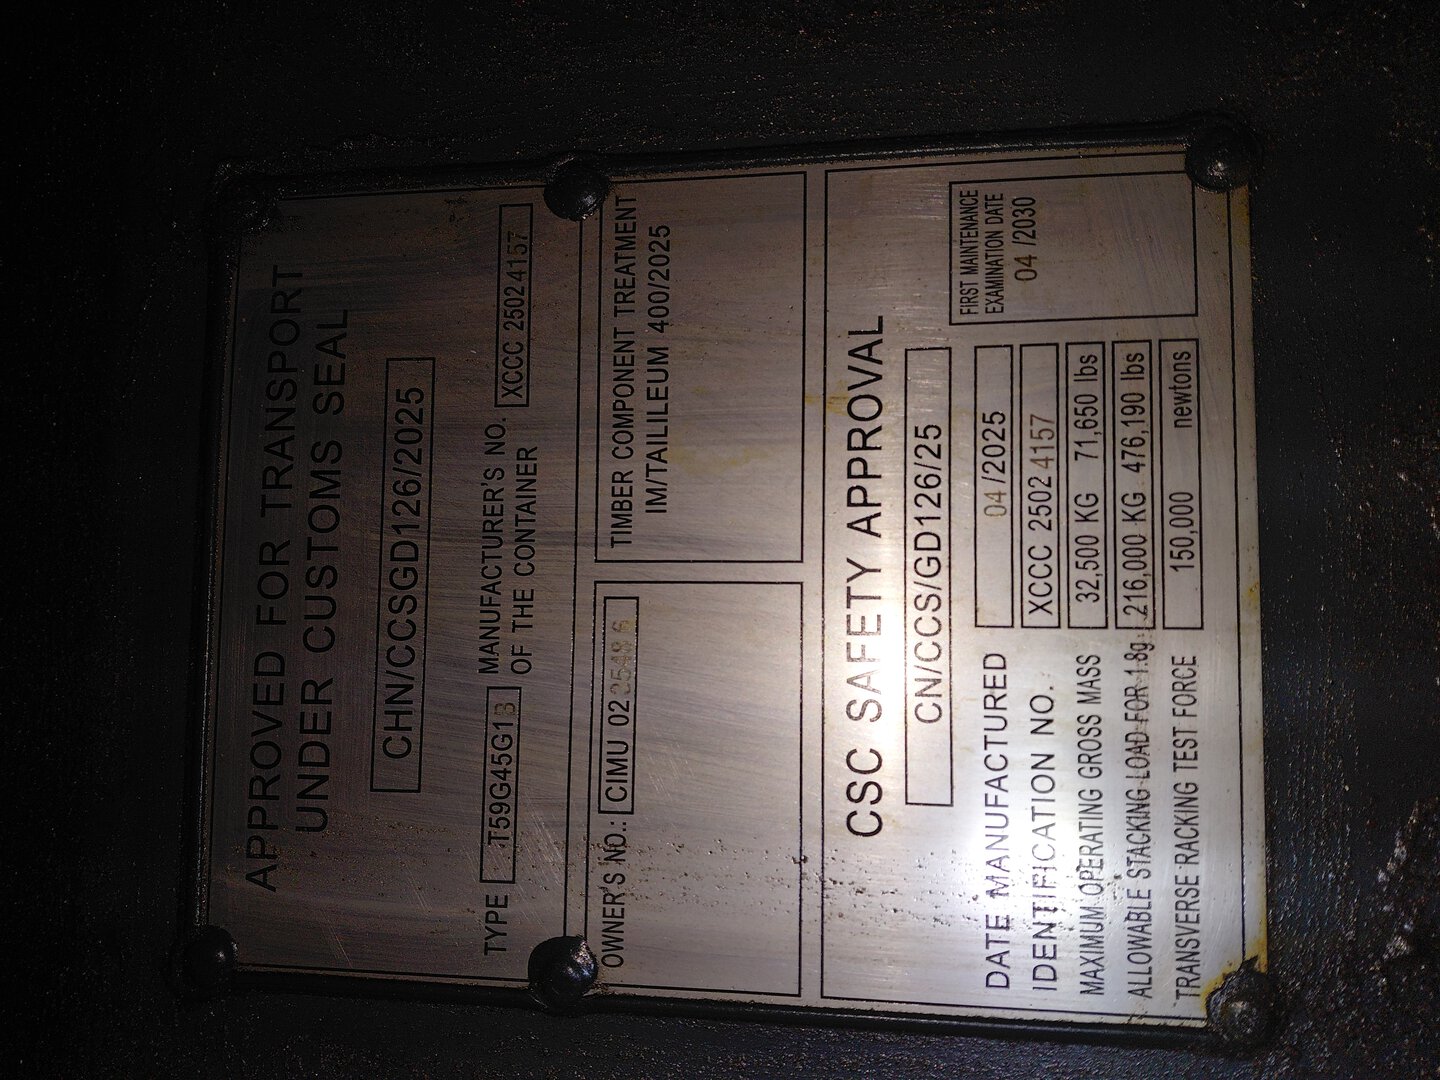 APPROVED FOR TRANSPORT
UNDER CUSTOMS SEAL
CHN/CCSGD126/2025
TYPE T59G45G1B MANUFACTURER'S NO. XCCC 2502 4157
OF THE CONTAINER
OWNER'S NO.: CIMU 02
TIMBER COMPONENT TREATMENT
IM/TAILILEUM 400/2025
CSC SAFETY APPROVAL
CN/CCS/GD126/25
FIRST MAINTENANCE
EXAMINATION DATE
04 /2030
DATE MANUFACTURED 04 /2025
IDENTIFICATION NO. XCCC 2502 4157
MAXIMUM OPERATING GROSS MASS 32,500 KG 71,650 lbs
ALLOWABLE STACKING LOAD FOR 1.8g 216,000 KG 476,190 lbs
TRANSVERSE RACKING TEST FORCE 150,000 newtons